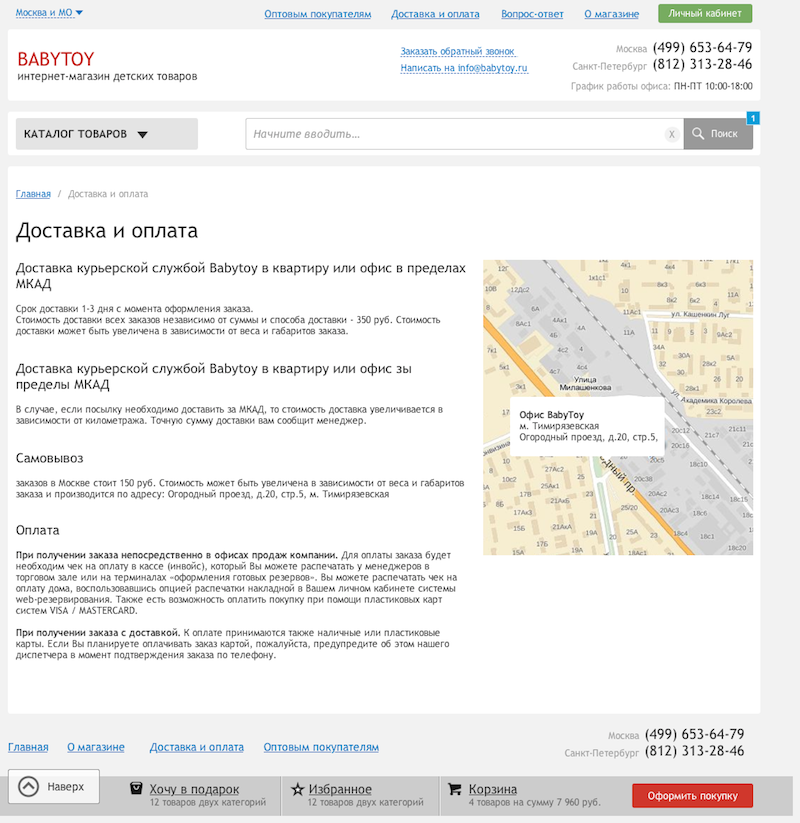 Москва и МО
Оптовым покупателям
Доставка и оплата
Вопрос-ответ
О магазине
Личный кабинет
BABYTOY
интернет-магазин детских товаров
Заказать обратный звонок
Написать на info@babytoy.ru
Москва (499) 653-64-79
Санкт-Петербург (812) 313-28-46
График работы офиса: ПН-ПТ 10:00-18:00
КАТАЛОГ ТОВАРОВ
Начните вводить...
X
Поиск
1
Главная / Доставка и оплата
Доставка и оплата
Доставка курьерской службой Babytoy в квартиру или офис в пределах
МКАД
Срок доставки 1-3 дня с момента оформления заказа.
Стоимость доставки всех заказов независимо от суммы и способа доставки - 350 руб. Стоимость
доставки может быть увеличена в зависимости от веса и габаритов заказа.
Доставка курьерской службой Babytoy в квартиру или офис зы
пределы МКАД
В случае, если посылку необходимо доставить за МКАД, то стоимость доставка увеличивается в
зависимости от километража. Точную сумму доставки вам сообщит менеджер.
Самовывоз
заказов в Москве стоит 150 руб. Стоимость может быть увеличена в зависимости от веса и габаритов
заказа и производится по адресу: Огородный проезд, д.20, стр.5, м. Тимирязевская
Оплата
При получении заказа непосредственно в офисах продаж компании. Для оплаты заказа будет
необходим чек на оплату в кассе (инвойс), который Вы можете распечатать у менеджеров в
торговом зале или на терминалах «оформления готовых резервов». Вы можете распечатать чек на
оплату дома, воспользовавшись опцией распечатки накладной в Вашем личном кабинете системы
web-резервирования. Также есть возможность оплатить покупку при помощи пластиковых карт
систем VISA / MASTERCARD.
При получении заказа с доставкой. К оплате принимаются также наличные или пластиковые
карты. Если Вы планируете оплачивать заказ картой, пожалуйста, предупредите об этом нашего
диспетчера в момент подтверждения заказа по телефону.
ул. Кашенкин Луг
Улица
Милашенкова
ул. Академика Королева
Офис BabyToy
м. Тимирязевская
Огородный проезд, д.20, стр.5,
Главная
О магазине
Доставка и оплата
Оптовым покупателям
Москва (499) 653-64-79
Санкт-Петербург (812) 313-28-46
Наверх
Хочу в подарок
12 товаров двух категорий
Избранное
12 товаров двух категорий
Корзина
4 товаров на сумму 7 960 руб.
Оформить покупку